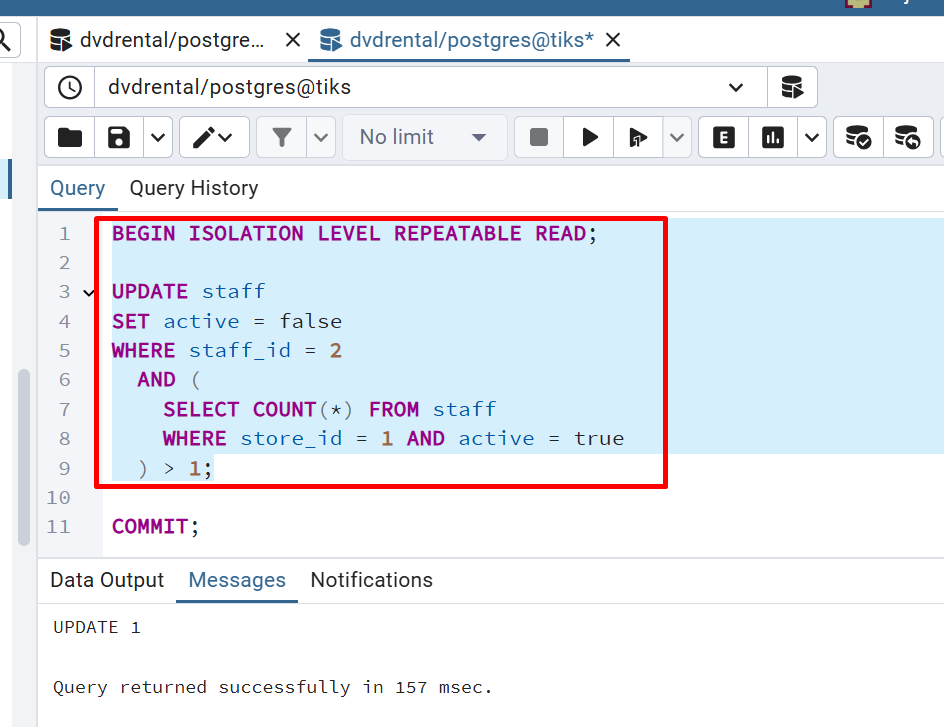 dvdrental/postgre...
dvdrental/postgres@tiks*
dvdrental/postgres@tiks
No limit
E
Query
Query History
1 BEGIN ISOLATION LEVEL REPEATABLE READ;
2
3 UPDATE staff
4 SET active = false
5 WHERE staff_id = 2
6 AND (
7 SELECT COUNT(*) FROM staff
8 WHERE store_id = 1 AND active = true
9 ) > 1;
10
11 COMMIT;
Data Output
Messages
Notifications
UPDATE 1
Query returned successfully in 157 msec.